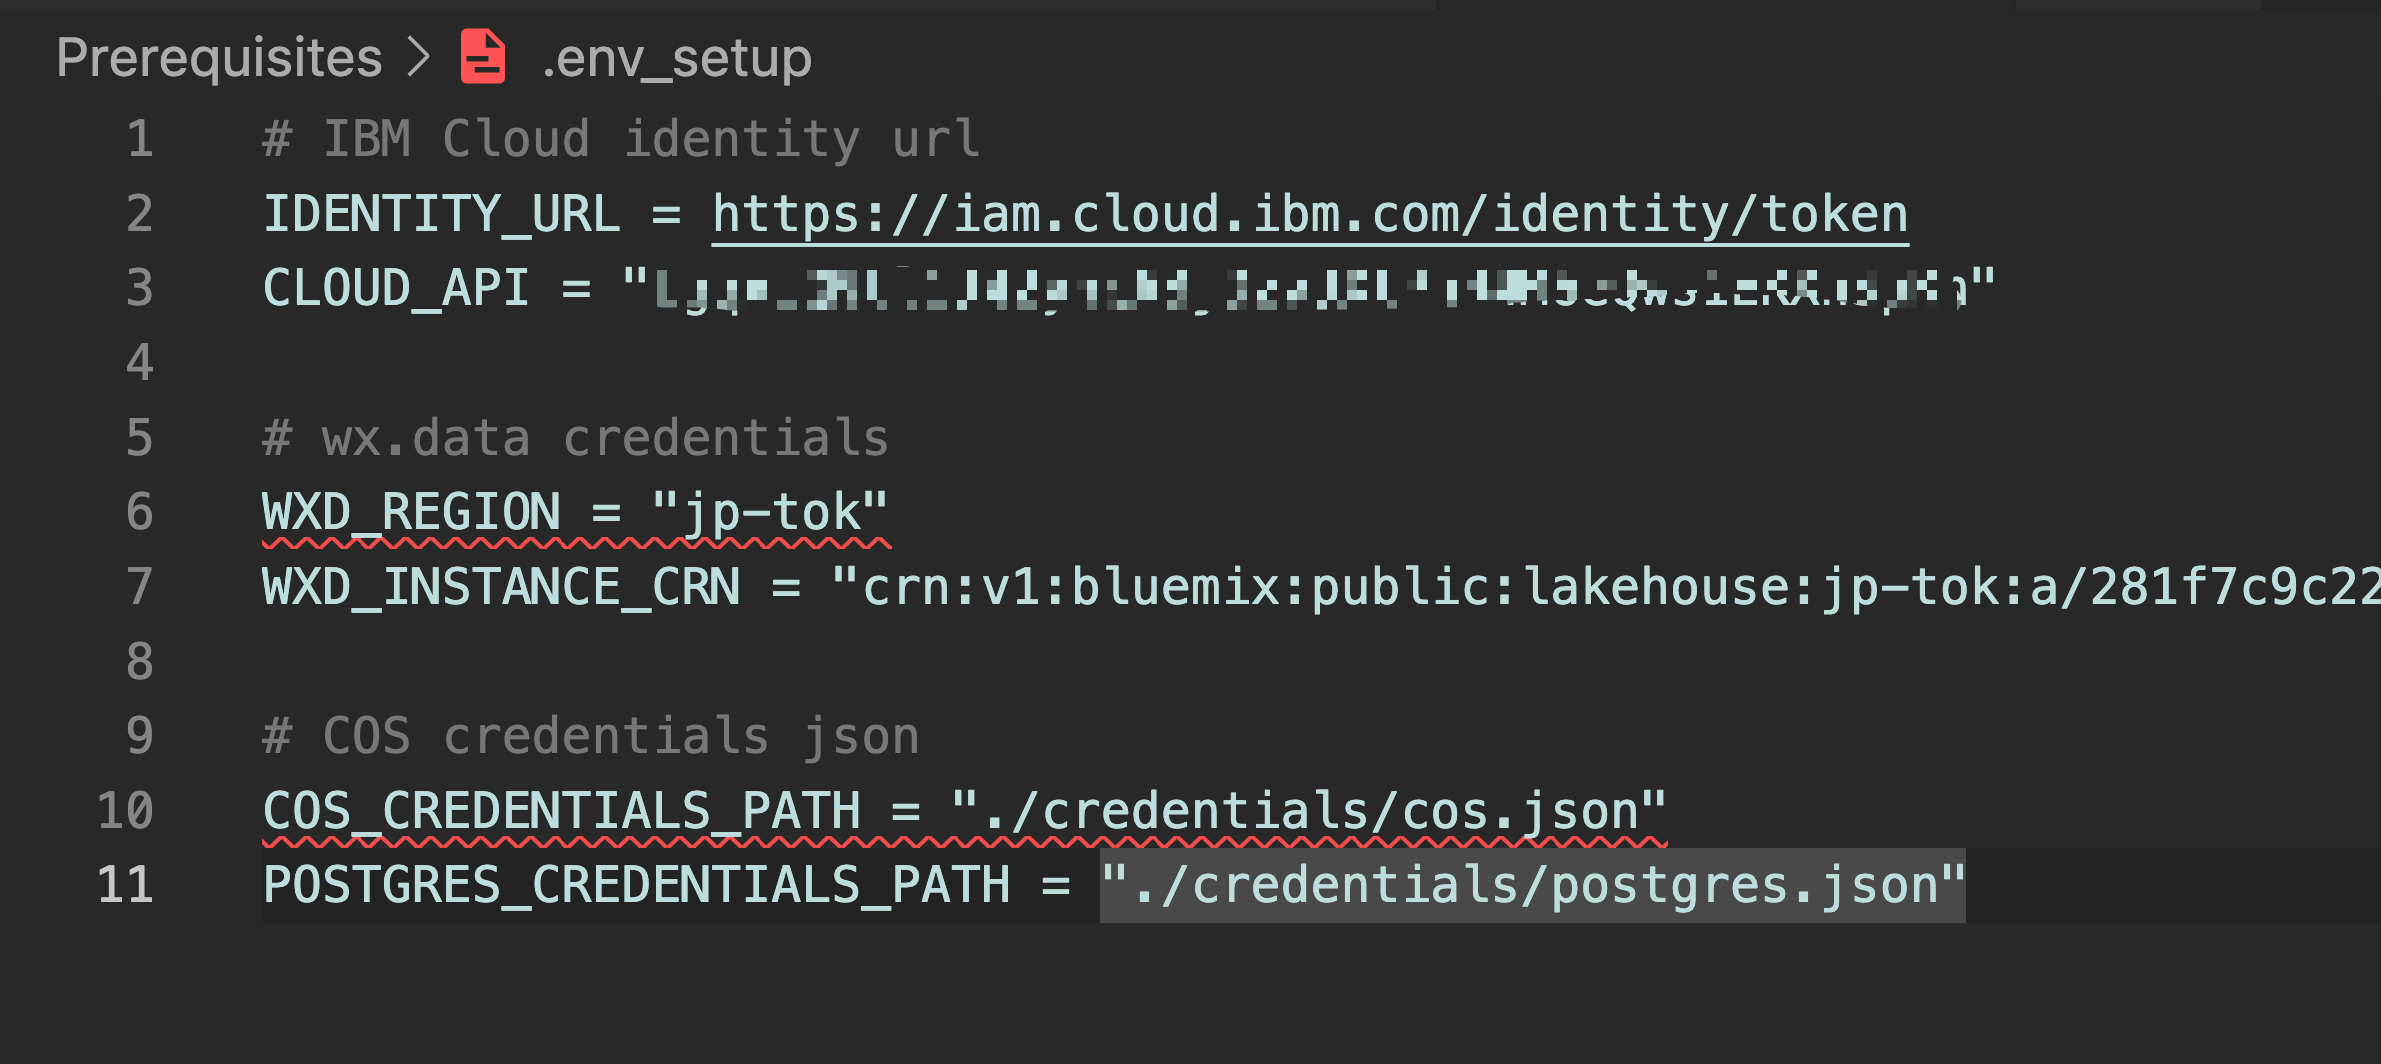 Prerequisites > .env_setup
1 # IBM Cloud identity url
2 IDENTITY_URL = https://iam.cloud.ibm.com/identity/token
3 CLOUD_API = "
4
5 # wx.data credentials
6 WXD_REGION = "jp-tok"
7 WXD_INSTANCE_CRN = "crn:v1:bluemix:public:lakehouse:jp-tok:a/281f7c9c22
8
9 # COS credentials json
10 COS_CREDENTIALS_PATH = "./credentials/cos.json"
11 POSTGRES_CREDENTIALS_PATH = "./credentials/postgres.json"